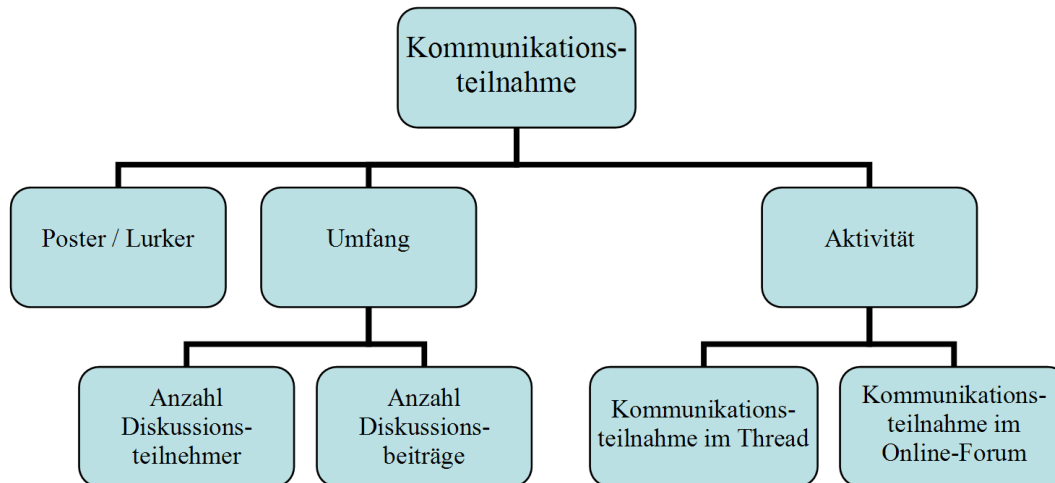 Kommunikations-
teilnahme
Poster / Lurker
Umfang
Aktivität
Anzahl
Diskussions-
teilnehmer
Anzahl
Diskussions-
beiträge
Kommunikations-
teilnahme im Thread
Kommunikations-
teilnahme im
Online-Forum